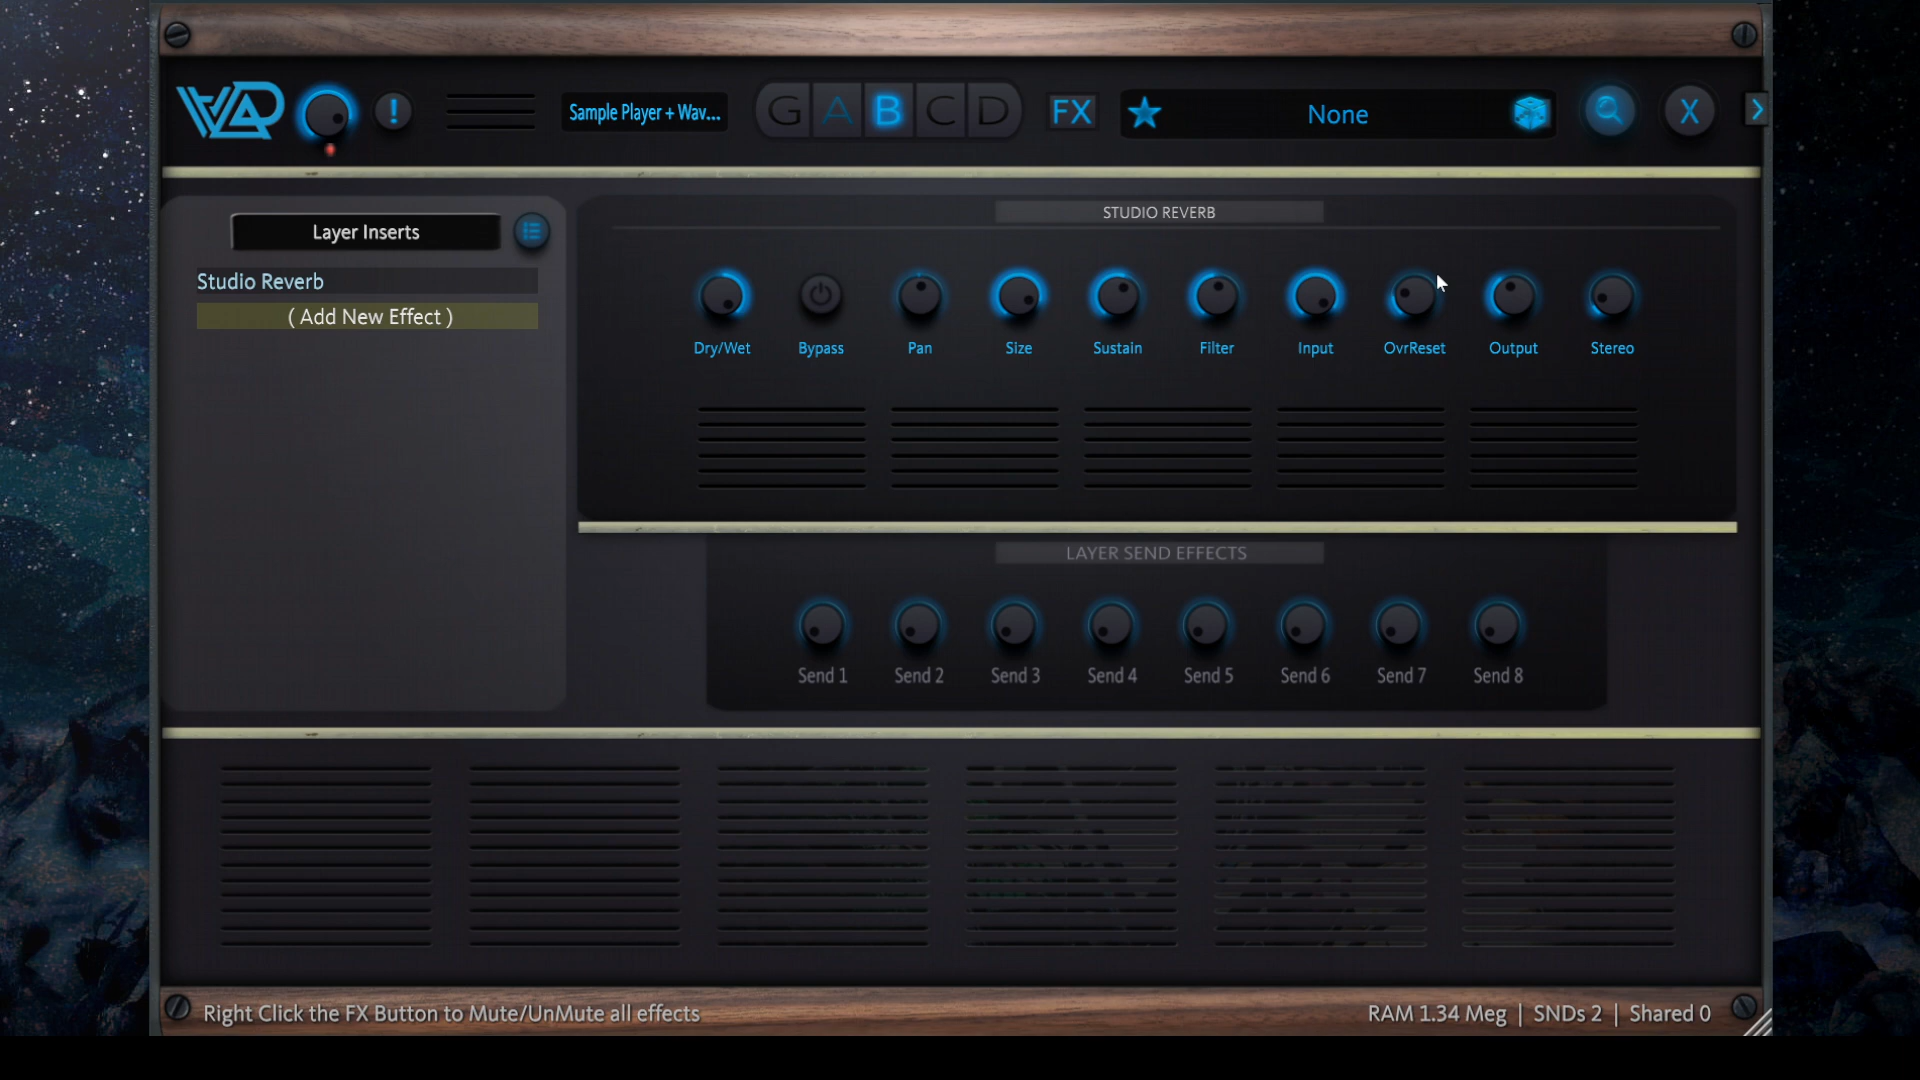 VAP
!
Sample Player + Wav...
G A B C D
FX
None
X
Layer Inserts
Studio Reverb
( Add New Effect )
STUDIO REVERB
Dry/Wet Bypass Pan Size Sustain Filter Input OvrReset Output Stereo
LAYER SEND EFFECTS
Send 1 Send 2 Send 3 Send 4 Send 5 Send 6 Send 7 Send 8
Right Click the FX Button to Mute/UnMute all effects
RAM 1.34 Meg | SNDs 2 | Shared 0